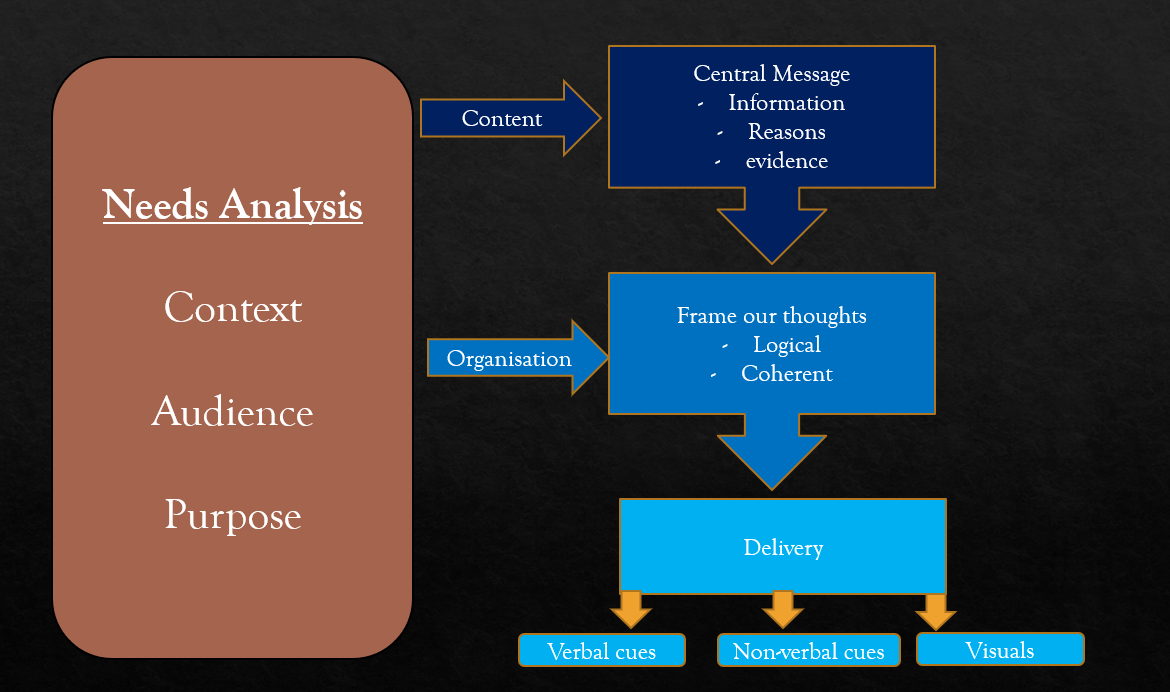 Needs Analysis
Context
Audience
Purpose
Content
Central Message
- Information
- Reasons
- evidence
Organisation
Frame our thoughts
- Logical
- Coherent
Delivery
Verbal cues
Non-verbal cues
Visuals